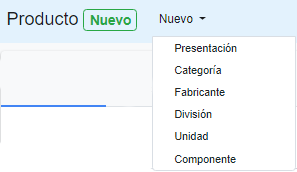 Producto Nuevo Nuevo
Presentación
Categoría
Fabricante
División
Unidad
Componente